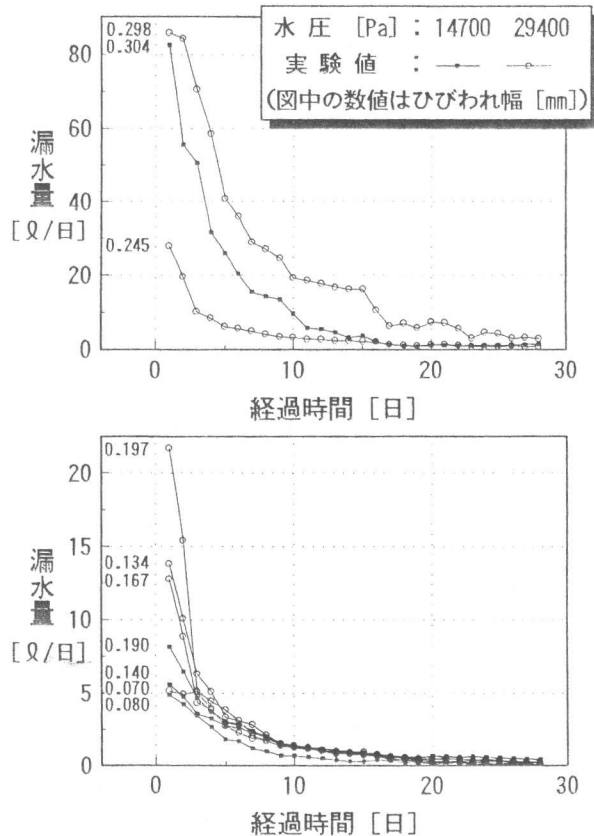 水圧 [Pa] : 14700 29400
実験値 :
(図中の数値はひびわれ幅 [mm])
0.298
0.304
0.245
漏水量
[ℓ/日]
80
60
40
20
0
0 10 20 30
経過時間 [日]
0.197
0.134
0.167
0.190
0.140
0.070
0.080
漏水量
[ℓ/日]
20
15
10
5
0
0 10 20 30
経過時間 [日]